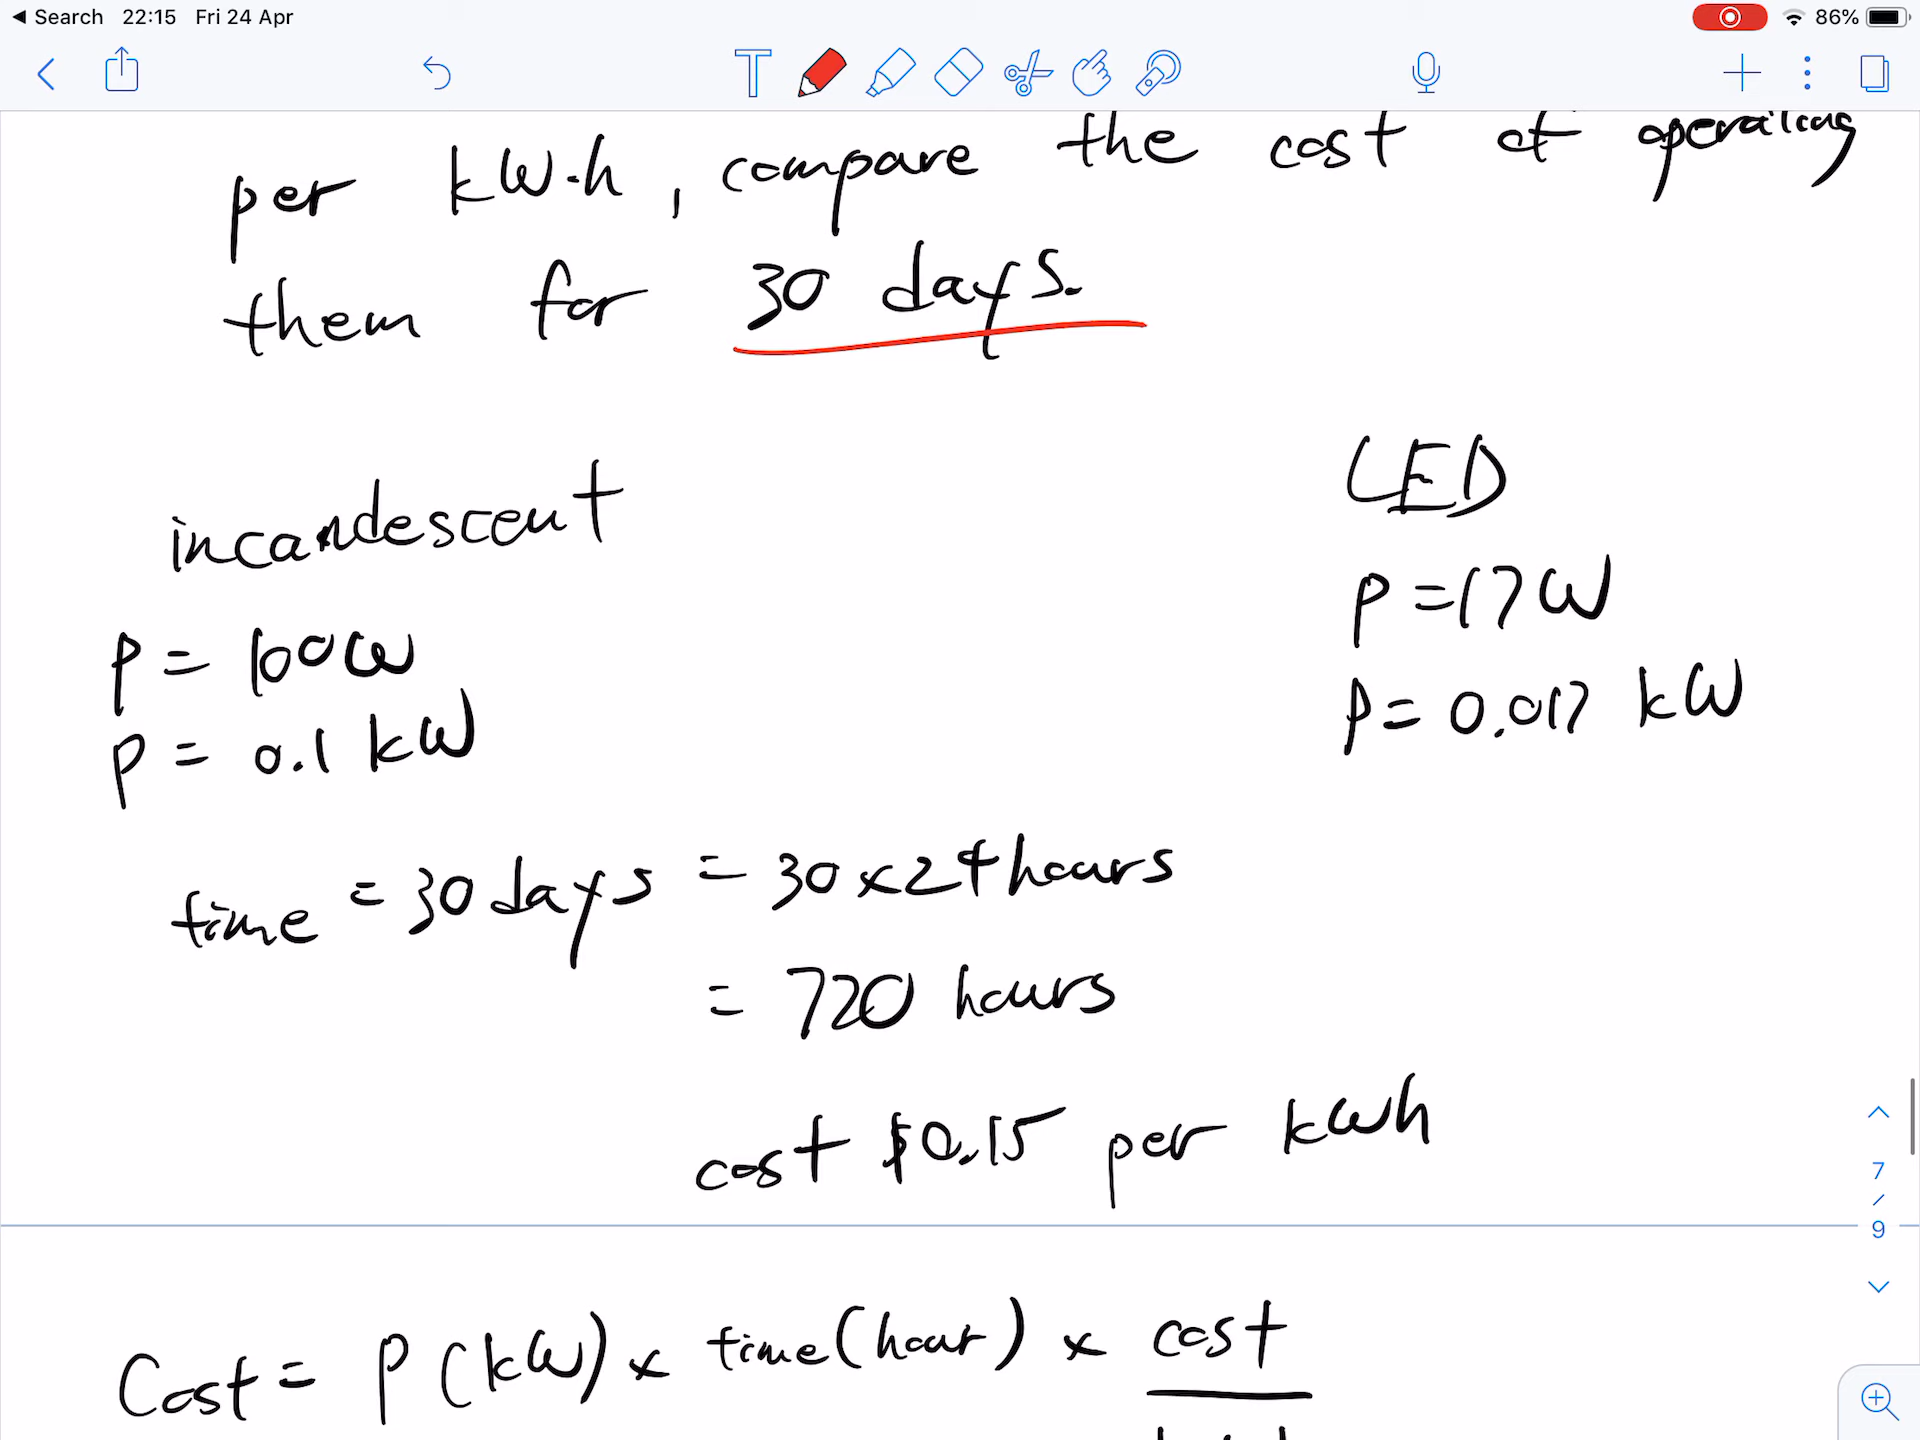 Search 22:15 Fri 24 Apr 86%
T
per kW·h, compare the cost of operating
them for 30 days.
incandescent
P = 100W
P = 0.1 kW
LED
P = 17W
P = 0.017 kW
time = 30 days = 30 x 24 hours
= 720 hours
cost $0.15 per kWh
7
/
9
Cost = P (kW) x time (hour) x cost